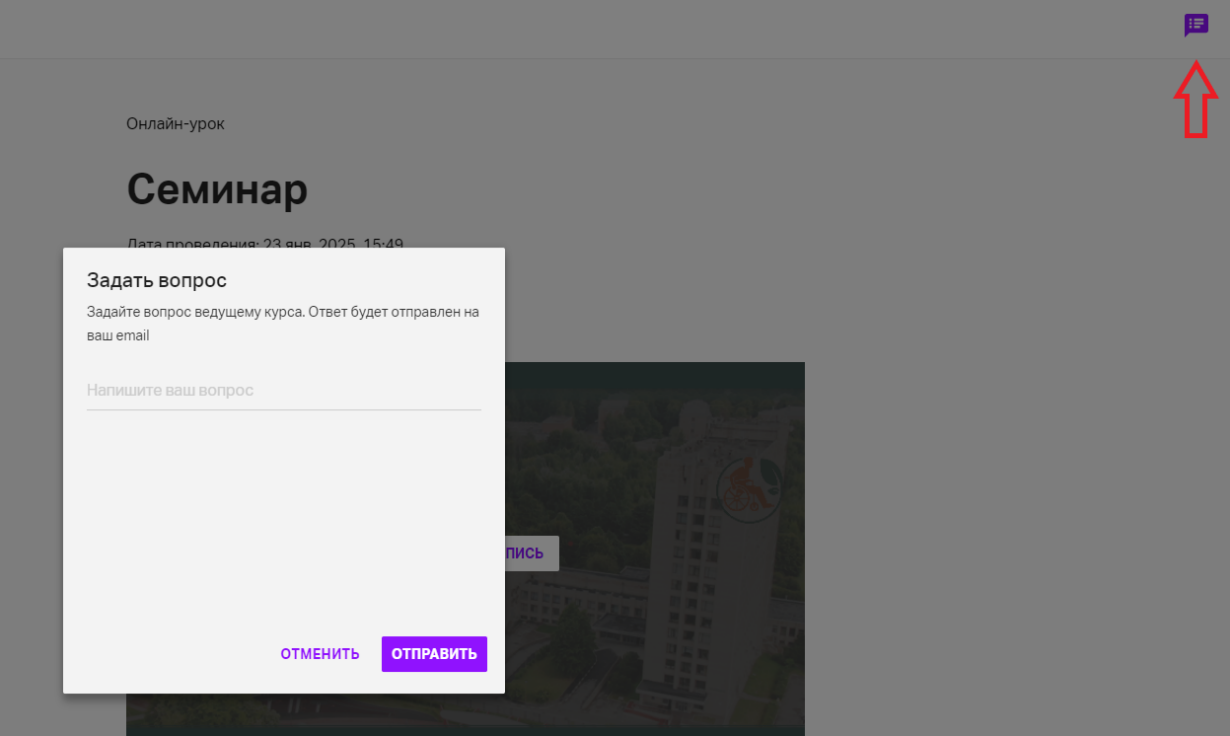 Онлайн-урок
Семинар
Дата проведения: 23 янв. 2025, 15:49
Задать вопрос
Задайте вопрос ведущему курса. Ответ будет отправлен на
ваш email
Напишите ваш вопрос
ПИСЬ
ОТМЕНИТЬ
ОТПРАВИТЬ